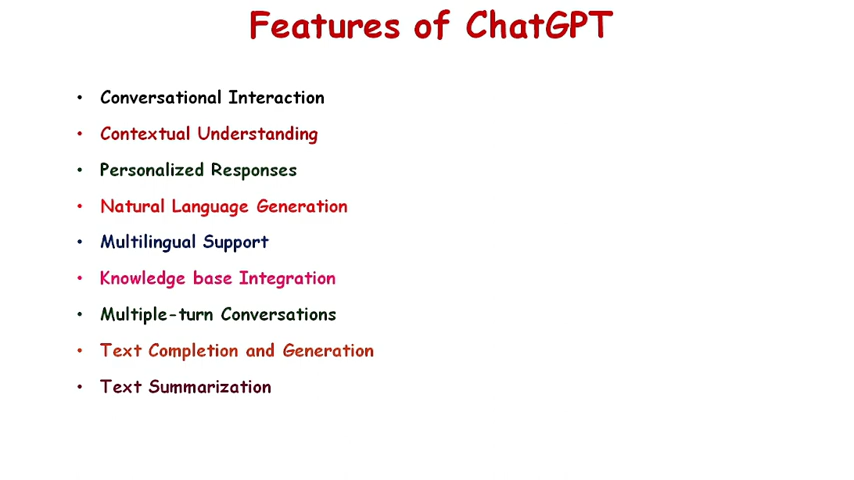 Features of ChatGPT
• Conversational Interaction
• Contextual Understanding
• Personalized Responses
• Natural Language Generation
• Multilingual Support
• Knowledge base Integration
• Multiple-turn Conversations
• Text Completion and Generation
• Text Summarization